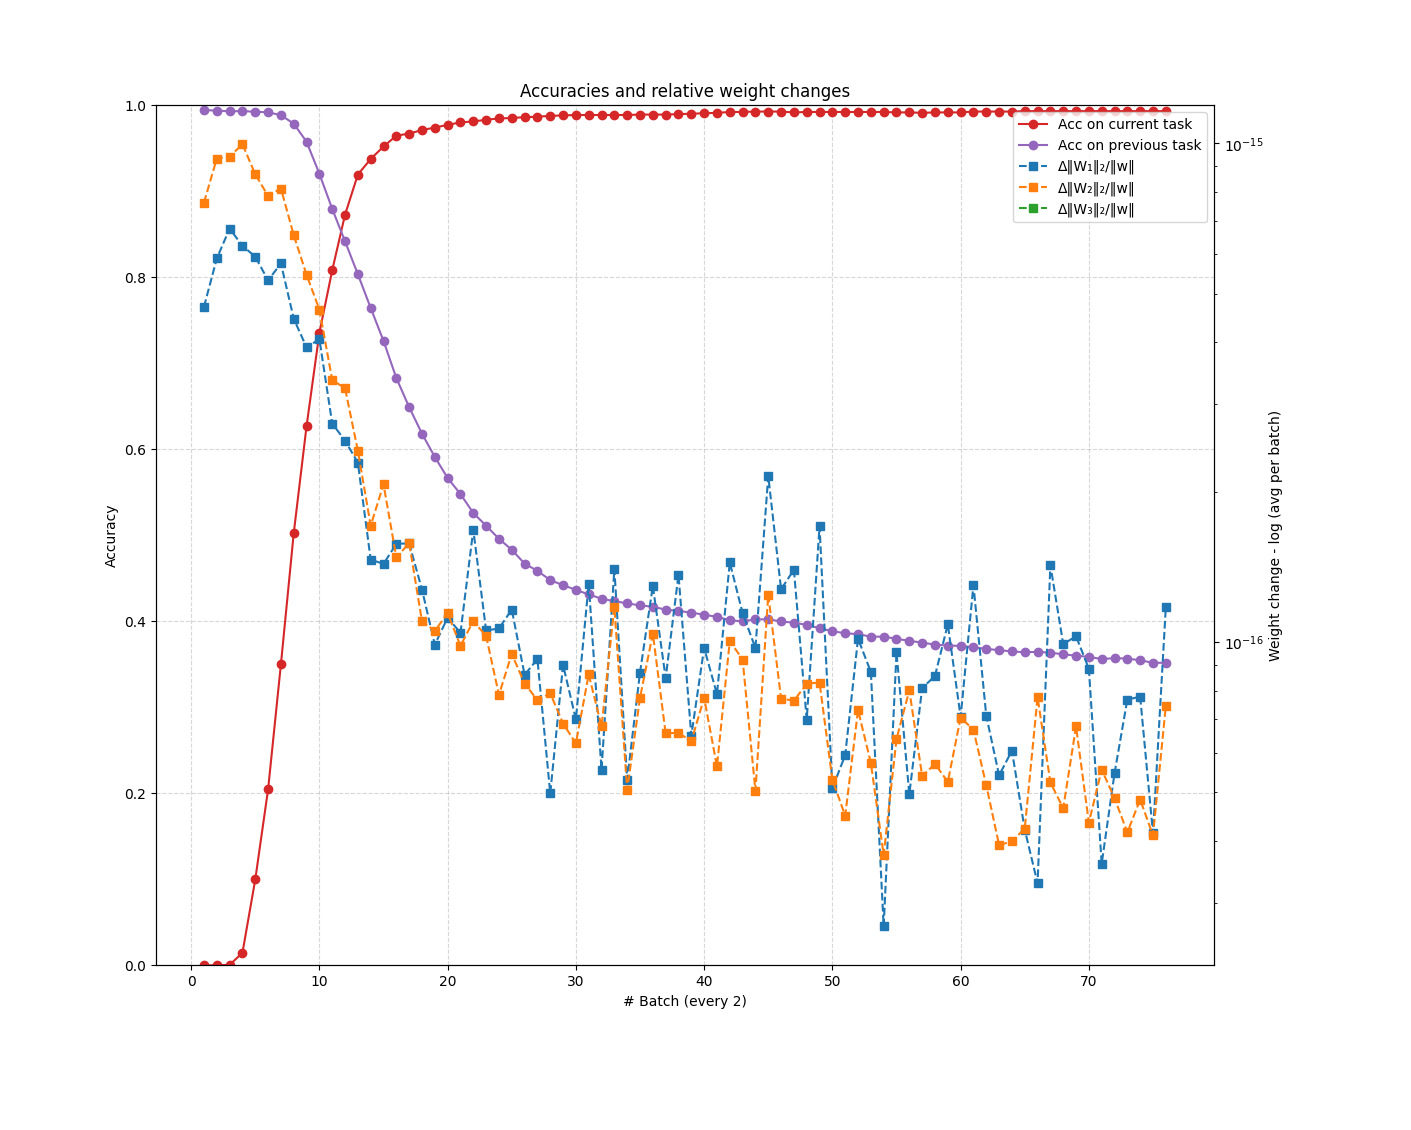 Accuracies and relative weight changes
1.0
0.8
0.6
0.4
0.2
0.0
Accuracy
0 10 20 30 40 50 60 70
# Batch (every 2)
10⁻¹⁵
10⁻¹⁶
Weight change - log (avg per batch)
Acc on current task
Acc on previous task
Δ‖W₁‖₂/‖w‖
Δ‖W₂‖₂/‖w‖
Δ‖W₃‖₂/‖w‖